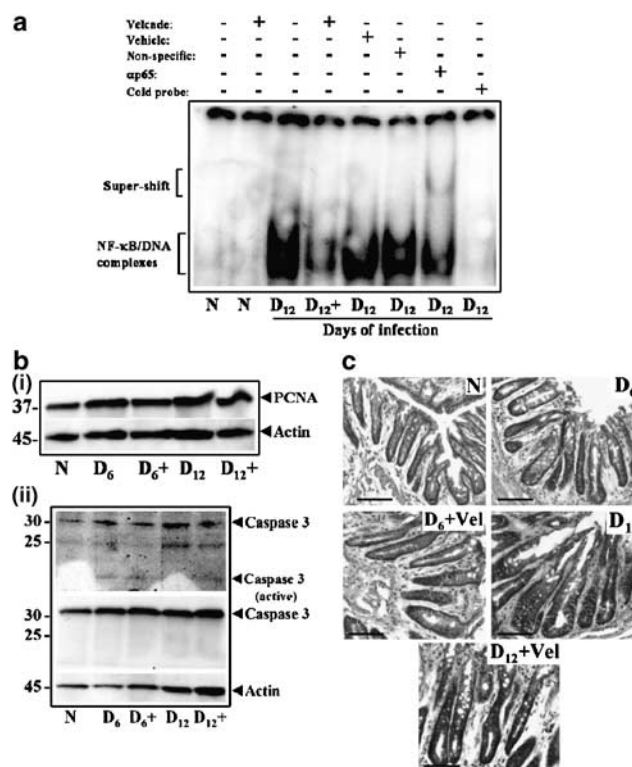 a
Velcade: - + - + - - - -
Vehicle: - - - - + - - -
Non-specific: - - - - - + - -
αp65: - - - - - - + -
Cold probe: - - - - - - - +
Super-shift
NF-κB/DNA
complexes
N N D₁₂ D₁₂+ D₁₂ D₁₂ D₁₂ D₁₂
Days of infection
b
(i)
37- PCNA
45- Actin
N D₆ D₆+ D₁₂ D₁₂+
(ii)
30- Caspase 3
25-
Caspase 3
(active)
30- Caspase 3
25-
45- Actin
N D₆ D₆+ D₁₂ D₁₂+
c
N
D₆+Vel
D₁₂+Vel